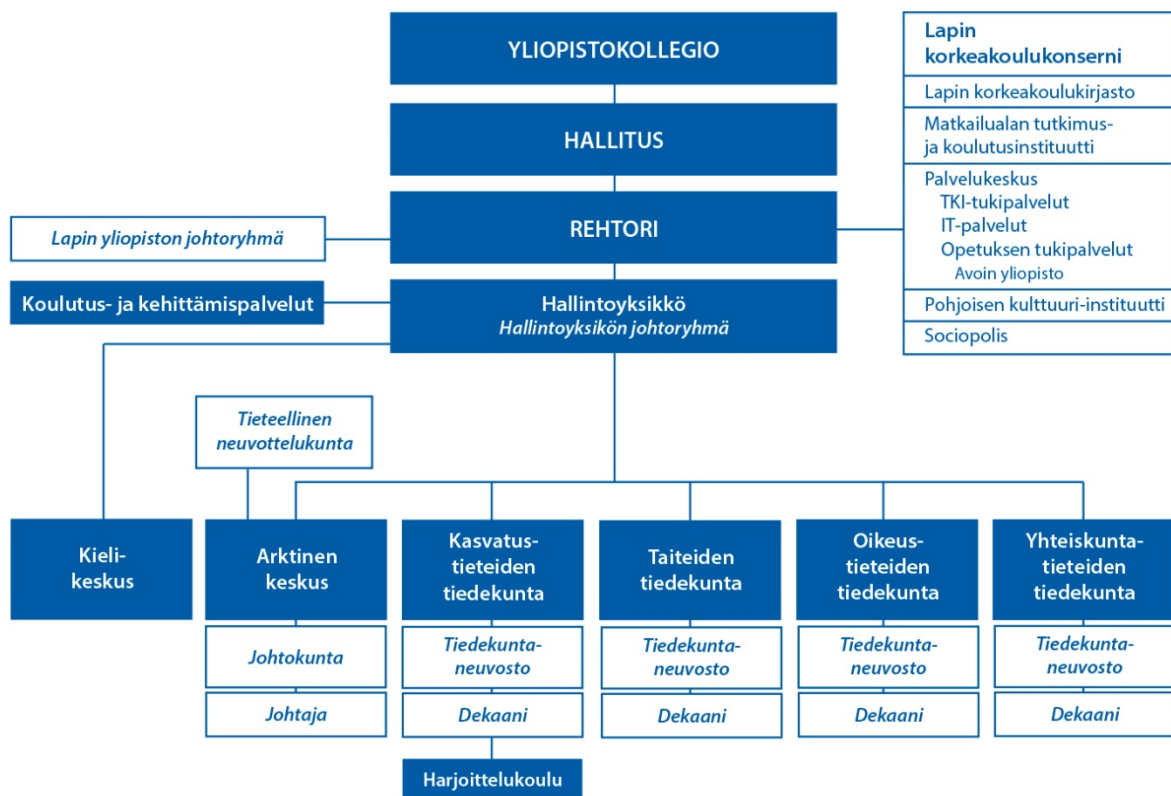 YLIOPISTOKOLLEGIO
HALLITUS
REHTORI
Lapin yliopiston johtoryhmä
Koulutus- ja kehittämispalvelut
Hallintoyksikkö
Hallintoyksikön johtoryhmä
Lapin
korkeakoulukonserni
Lapin korkeakoulukirjasto
Matkailualan tutkimus-
ja koulutusinstituutti
Palvelukeskus
TKI-tukipalvelut
IT-palvelut
Opetuksen tukipalvelut
Avoin yliopisto
Pohjoisen kulttuuri-instituutti
Sociopolis
Tieteellinen
neuvottelukunta
Kieli-
keskus
Arktinen
keskus
Johtokunta
Johtaja
Kasvatus-
tieteiden
tiedekunta
Tiedekunta-
neuvosto
Dekaani
Harjoittelukoulu
Taiteiden
tiedekunta
Tiedekunta-
neuvosto
Dekaani
Oikeus-
tieteiden
tiedekunta
Tiedekunta-
neuvosto
Dekaani
Yhteiskunta-
tieteiden
tiedekunta
Tiedekunta-
neuvosto
Dekaani